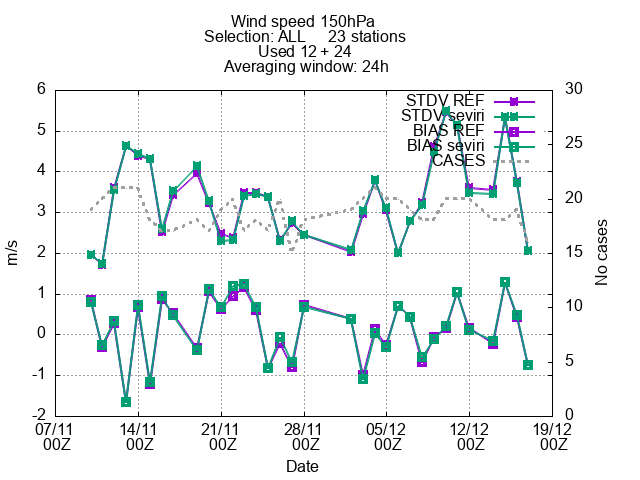 Wind speed 150hPa
Selection: ALL     23 stations
Used 12 + 24
Averaging window: 24h
6
5
4
3
2
1
0
-1
-2
m/s
30
25
20
15
10
5
0
No cases
STDV REF
STDV seviri
BIAS REF
BIAS seviri
CASES
07/11 14/11 21/11 28/11 05/12 12/12 19/12
00Z 00Z 00Z 00Z 00Z 00Z 00Z
Date